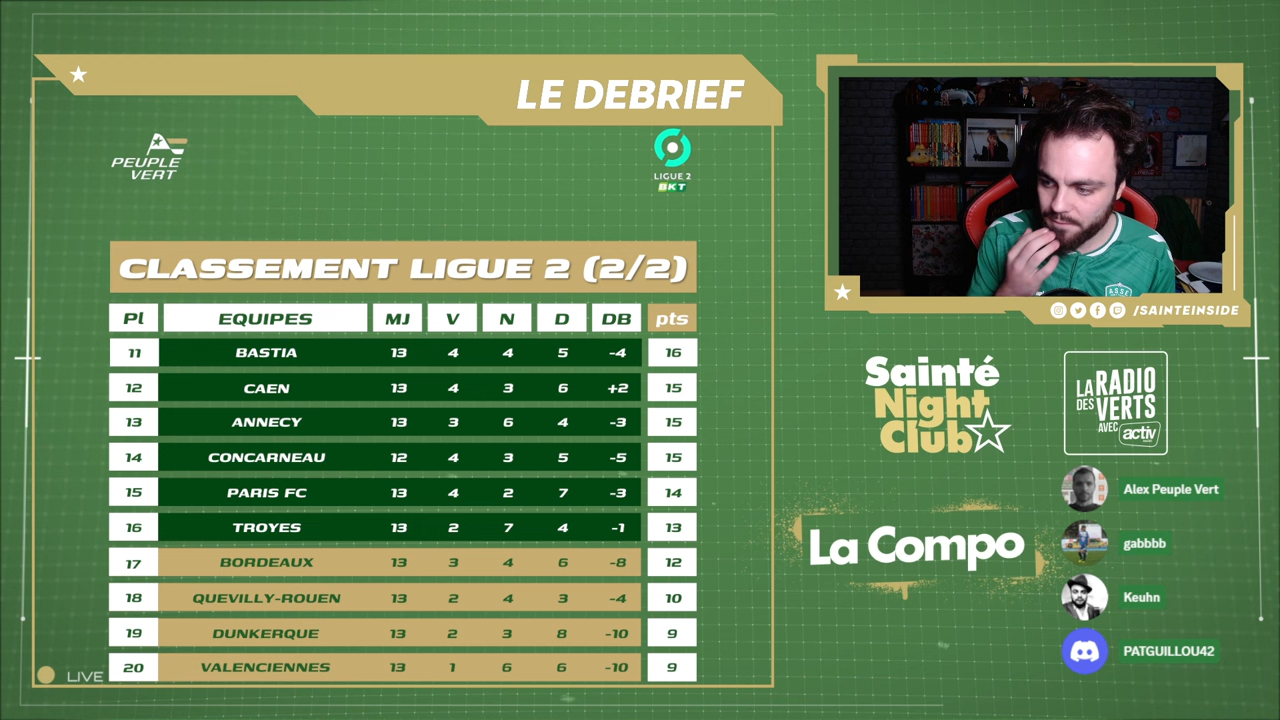 LE DEBRIEF
PEUPLE
VERT
LIGUE 2
BKT
CLASSEMENT LIGUE 2 (2/2)
Pl EQUIPES MJ V N D DB pts
11 BASTIA 13 4 4 5 -4 16
12 CAEN 13 4 3 6 +2 15
13 ANNECY 13 3 6 4 -3 15
14 CONCARNEAU 12 4 3 5 -5 15
15 PARIS FC 13 4 2 7 -3 14
16 TROYES 13 2 7 4 -1 13
17 BORDEAUX 13 3 4 6 -8 12
18 QUEVILLY-ROUEN 13 2 4 3 -4 10
19 DUNKERQUE 13 2 3 8 -10 9
20 VALENCIENNES 13 1 6 6 -10 9
LIVE
ASSE
/SAINTEINSIDE
Sainté
Night
Club
LA RADIO
DES VERTS
AVEC activ
La Compo
Alex Peuple Vert
gabbbb
Keuhn
PATGUILLOU42